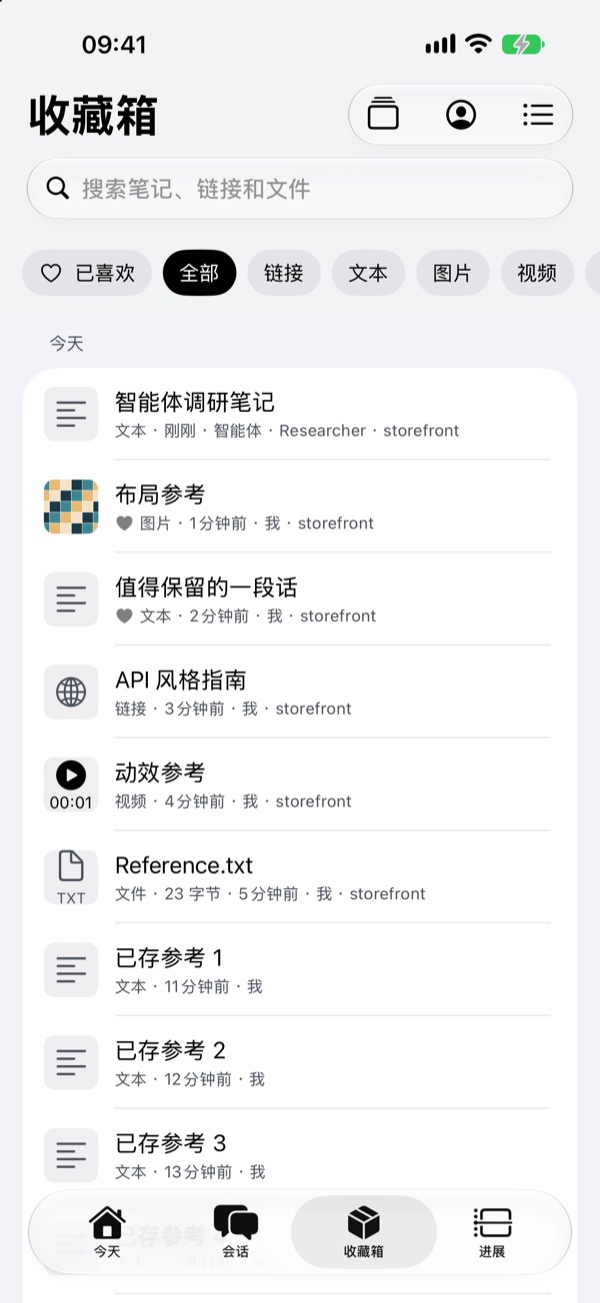 09:41
收藏箱
搜索笔记、链接和文件
已喜欢 全部 链接 文本 图片 视频
今天
智能体调研笔记
文本 · 刚刚 · 智能体 · Researcher · storefront
布局参考
图片 · 1分钟前 · 我 · storefront
值得保留的一段话
文本 · 2分钟前 · 我 · storefront
API 风格指南
链接 · 3分钟前 · 我 · storefront
动效参考
00:01
视频 · 4分钟前 · 我 · storefront
Reference.txt
TXT
文件 · 23 字节 · 5分钟前 · 我 · storefront
已存参考 1
文本 · 11分钟前 · 我
已存参考 2
文本 · 12分钟前 · 我
已存参考 3
文本 · 13分钟前 · 我
今天 会话 收藏箱 进展